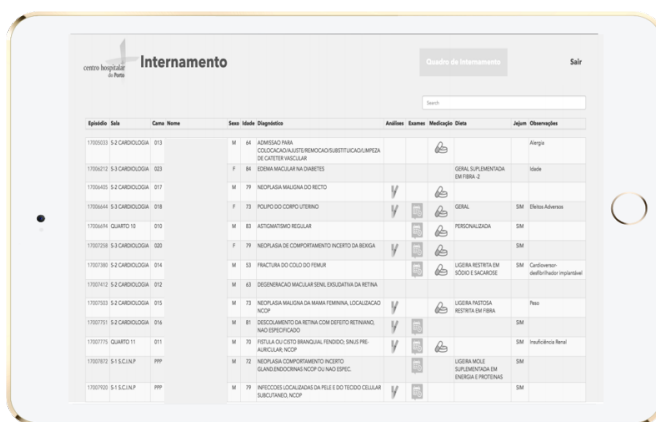 centro hospitalar
do Porto
Internamento
Quadro de Internamento
Sair
Search
Episódio Sala Cama Nome Sexo Idade Diagnóstico Análises Exames Medicação Dieta Jejum Observações
17005033 S-2 CARDIOLOGIA 013 M 64 ADMISSAO PARA Alergia
COLOCACAO/AJUSTE/REMOCAO/SUBSTITUICAO/LIMPEZA
DE CATETER VASCULAR
17006212 S-3 CARDIOLOGIA 023 F 84 EDEMA MACULAR NA DIABETES GERAL SUPLEMENTADA Idade
EM FIBRA -2
17006405 S-2 CARDIOLOGIA 017 M 79 NEOPLASIA MALIGNA DO RECTO
17006644 S-3 CARDIOLOGIA 018 F 73 POLIPO DO CORPO UTERINO GERAL SIM Efeitos Adversos
17006694 QUARTO 10 010 M 83 ASTIGMATISMO REGULAR PERSONALIZADA SIM
17007358 S-3 CARDIOLOGIA 020 F 79 NEOPLASIA DE COMPORTAMENTO INCERTO DA BEXIGA SIM
17007380 S-2 CARDIOLOGIA 014 M 53 FRACTURA DO COLO DO FEMUR LIGEIRA RESTRITA EM SIM Cardioversor-
SÓDIO E SACAROSE desfibrilhador implantável
17007412 S-2 CARDIOLOGIA 012 M 63 DEGENERACAO MACULAR SENIL EXSUDATIVA DA RETINA
17007503 S-2 CARDIOLOGIA 015 M 73 NEOPLASIA MALIGNA DA MAMA FEMININA, LOCALIZACAO LIGEIRA PASTOSA Peso
NCOP RESTRITA EM FIBRA
17007751 S-2 CARDIOLOGIA 016 M 81 DESCOLAMENTO DA RETINA COM DEFEITO RETINIANO, SIM
NAO ESPECIFICADO
17007775 QUARTO 11 011 M 70 FISTULA OU CISTO BRANQUIAL FENDIDO; SINUS PRE- SIM Insuficiência Renal
AURICULAR; NCOP
17007872 S-1 S.C.I.N.P PPP M 72 NEOPLASIA COMPORTAMENTO INCERTO LIGEIRA MOLE SIM
GLAND.ENDOCRINAS NCOP OU NAO ESPEC. SUPLEMENTADA EM
ENERGIA E PROTEINAS
17007920 S-1 S.C.I.N.P PPP M 79 INFECCOES LOCALIZADAS DA PELE E DO TECIDO CELULAR SIM
SUBCUTANEO, NCOP